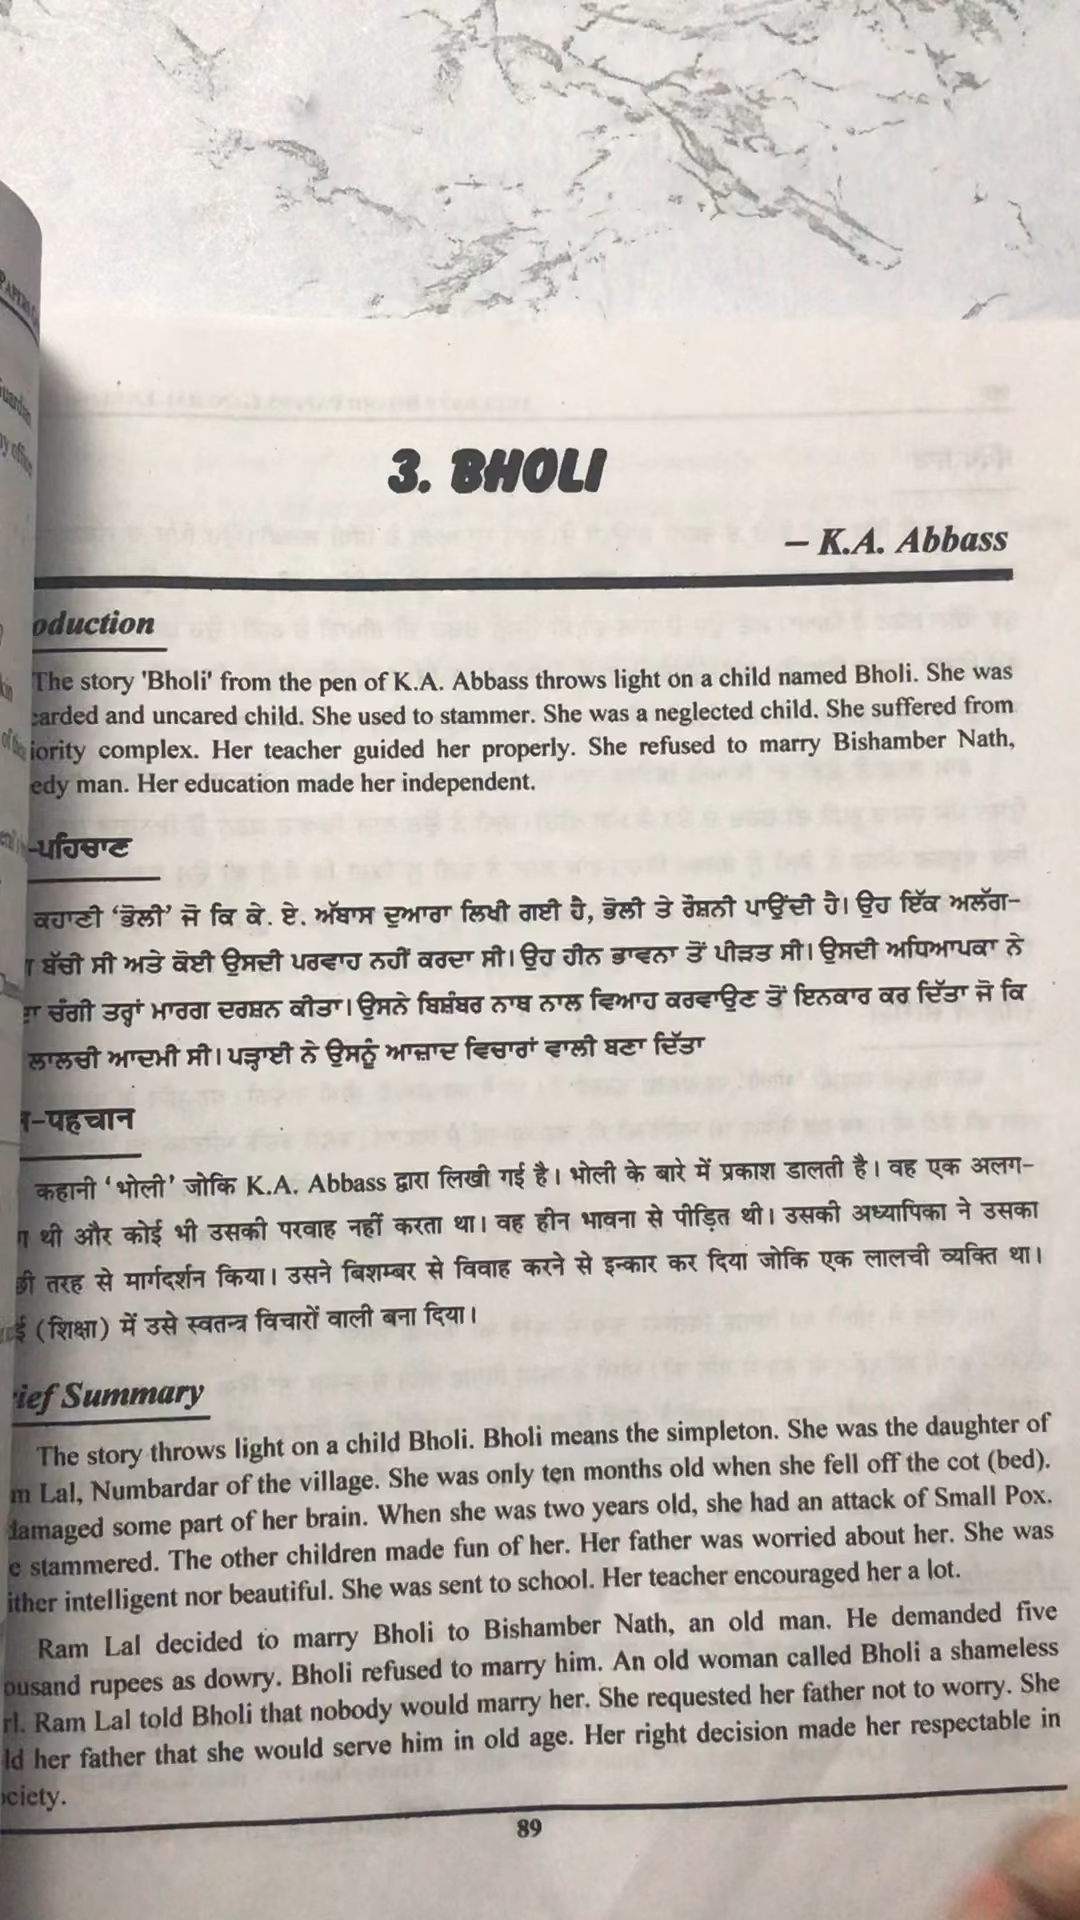 3. BHOLI
– K.A. Abbass
oduction
The story 'Bholi' from the pen of K.A. Abbass throws light on a child named Bholi. She was
arded and uncared child. She used to stammer. She was a neglected child. She suffered from
iority complex. Her teacher guided her properly. She refused to marry Bishamber Nath,
edy man. Her education made her independent.
-ਪਹਿਚਾਣ
ਕਹਾਣੀ ‘ਭੋਲੀ’ ਜੋ ਕਿ ਕੇ. ਏ. ਅੱਬਾਸ ਦੁਆਰਾ ਲਿਖੀ ਗਈ ਹੈ, ਭੋਲੀ ਤੇ ਰੌਸ਼ਨੀ ਪਾਉਂਦੀ ਹੈ। ਉਹ ਇੱਕ ਅਲੱਗ-
ਬੱਚੀ ਸੀ ਅਤੇ ਕੋਈ ਉਸਦੀ ਪਰਵਾਹ ਨਹੀਂ ਕਰਦਾ ਸੀ। ਉਹ ਹੀਨ ਭਾਵਨਾ ਤੋਂ ਪੀੜਤ ਸੀ। ਉਸਦੀ ਅਧਿਆਪਕਾ ਨੇ
ਚੰਗੀ ਤਰ੍ਹਾਂ ਮਾਰਗ ਦਰਸ਼ਨ ਕੀਤਾ। ਉਸਨੇ ਬਿਸ਼ੰਬਰ ਨਾਥ ਨਾਲ ਵਿਆਹ ਕਰਵਾਉਣ ਤੋਂ ਇਨਕਾਰ ਕਰ ਦਿੱਤਾ ਜੋ ਕਿ
ਲਾਲਚੀ ਆਦਮੀ ਸੀ। ਪੜ੍ਹਾਈ ਨੇ ਉਸਨੂੰ ਆਜ਼ਾਦ ਵਿਚਾਰਾਂ ਵਾਲੀ ਬਣਾ ਦਿੱਤਾ
-पहचान
कहानी ‘भोली’ जोकि K.A. Abbass द्वारा लिखी गई है। भोली के बारे में प्रकाश डालती है। वह एक अलग-
थी और कोई भी उसकी परवाह नहीं करता था। वह हीन भावना से पीड़ित थी। उसकी अध्यापिका ने उसका
तरह से मार्गदर्शन किया। उसने बिशम्बर से विवाह करने से इन्कार कर दिया जोकि एक लालची व्यक्ति था।
ई (शिक्षा) में उसे स्वतन्त्र विचारों वाली बना दिया।
ief Summary
The story throws light on a child Bholi. Bholi means the simpleton. She was the daughter of
m Lal, Numbardar of the village. She was only ten months old when she fell off the cot (bed).
damaged some part of her brain. When she was two years old, she had an attack of Small Pox.
e stammered. The other children made fun of her. Her father was worried about her. She was
ither intelligent nor beautiful. She was sent to school. Her teacher encouraged her a lot.
Ram Lal decided to marry Bholi to Bishamber Nath, an old man. He demanded five
ousand rupees as dowry. Bholi refused to marry him. An old woman called Bholi a shameless
rl. Ram Lal told Bholi that nobody would marry her. She requested her father not to worry. She
ld her father that she would serve him in old age. Her right decision made her respectable in
ciety.
89